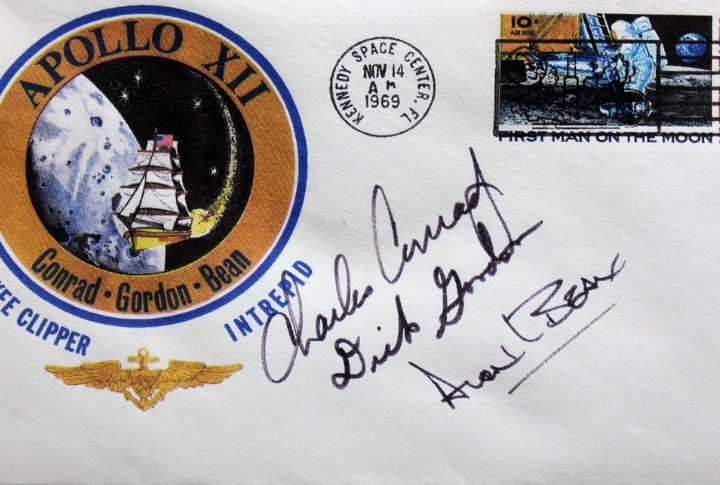 APOLLO XII
Conrad · Gordon · Bean
KEE CLIPPER
INTREPID
KENNEDY SPACE CENTER, FL
NOV 14
AM
1969
10¢
AIR MAIL
FIRST MAN ON THE MOON
Charles Conrad
Dick Gordon
Alan L Bean